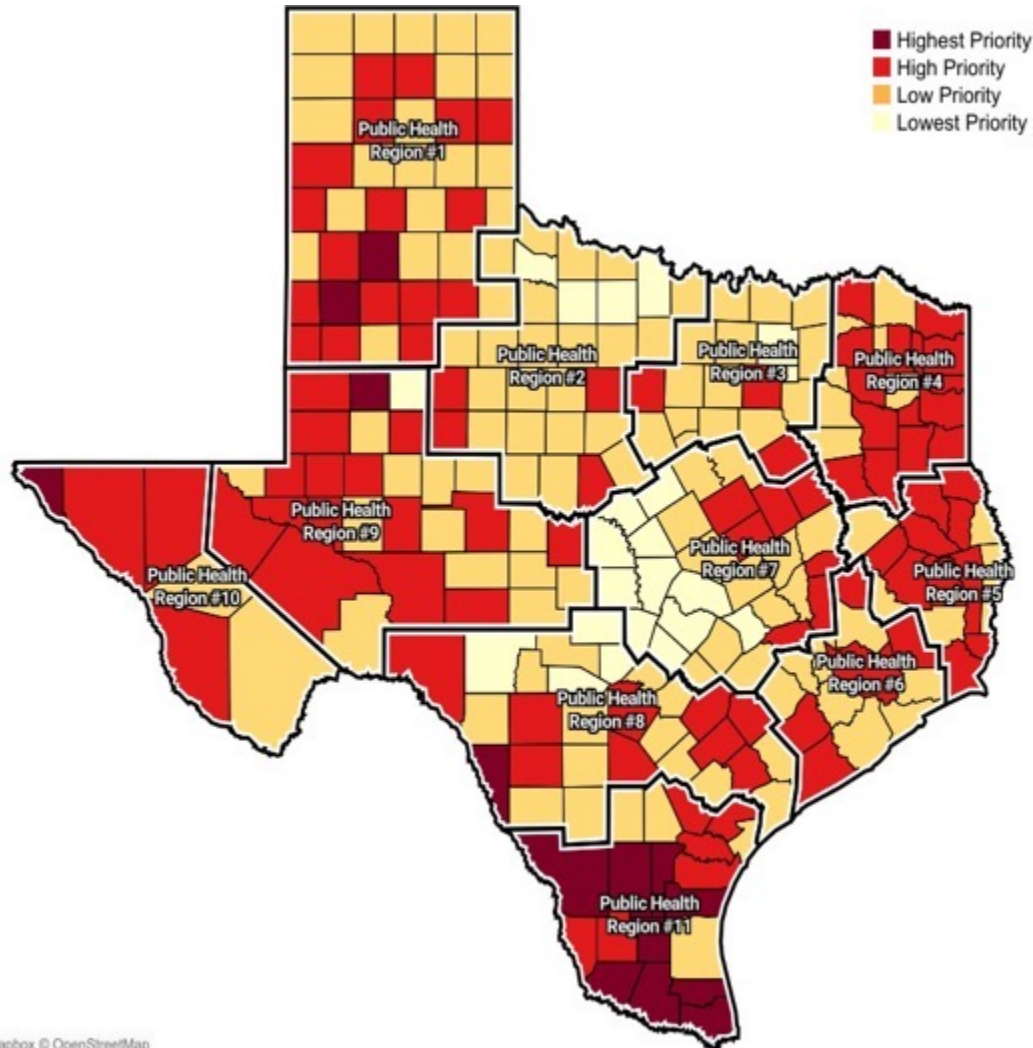 Highest Priority
High Priority
Low Priority
Lowest Priority
Public Health
Region #1
Public Health
Region #2
Public Health
Region #3
Public Health
Region #4
Public Health
Region #9
Public Health
Region #7
Public Health
Region #10
Public Health
Region #5
Public Health
Region #6
Public Health
Region #8
Public Health
Region #11
© OpenStreetMap